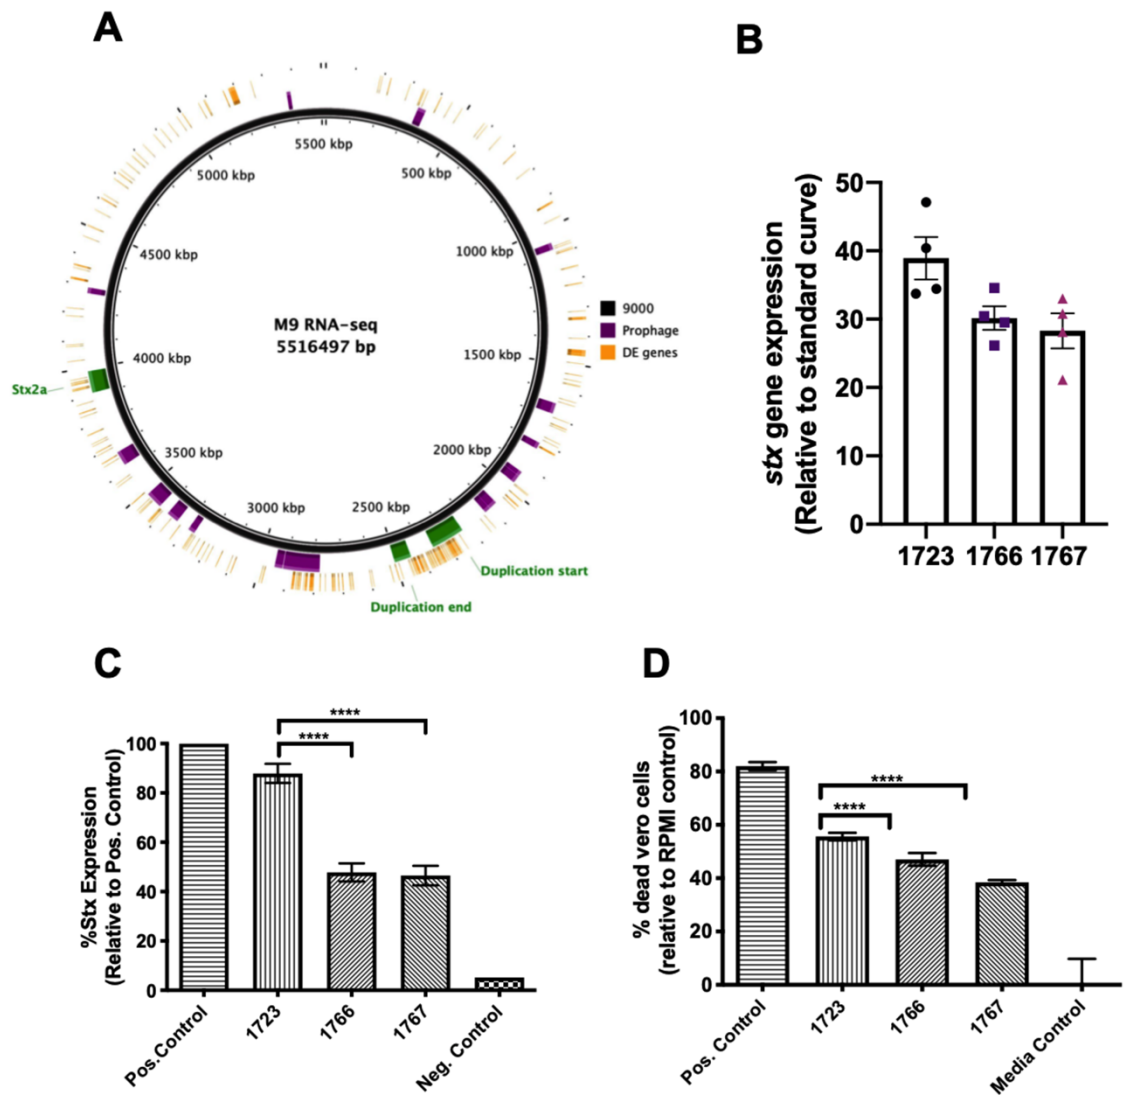 A
5500 kbp
500 kbp
1000 kbp
1500 kbp
2000 kbp
2500 kbp
3000 kbp
3500 kbp
4000 kbp
4500 kbp
5000 kbp
M9 RNA-seq
5516497 bp
9000
Prophage
DE genes
Stx2a
Duplication start
Duplication end
B
stx gene expression
(Relative to standard curve)
50
40
30
20
10
0
1723 1766 1767
C
%Stx Expression
(Relative to Pos. Control)
100
80
60
40
20
0
****
****
Pos.Control
1723
1766
1767
Neg. Control
D
% dead vero cells
(relative to RPMI control)
100
80
60
40
20
0
****
****
Pos. Control
1723
1766
1767
Media Control